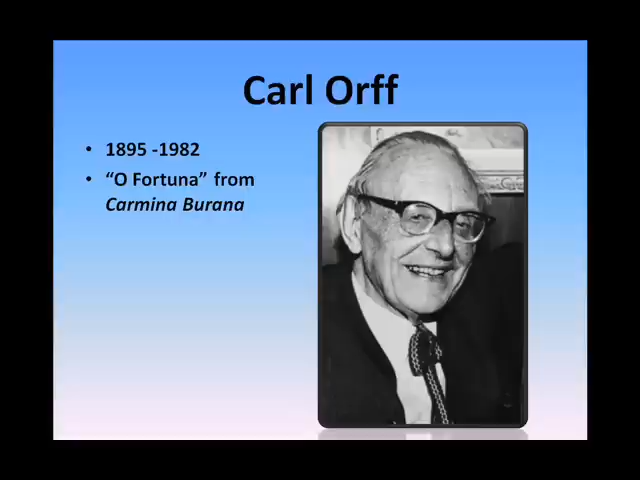 Carl Orff
• 1895 -1982
• “O Fortuna” from
Carmina Burana